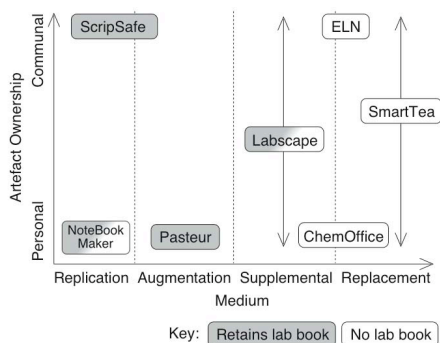 Artefact Ownership
Communal
Personal
ScripSafe
ELN
SmartTea
Labscape
NoteBook
Maker
Pasteur
ChemOffice
Replication Augmentation Supplemental Replacement
Medium
Key: Retains lab book No lab book